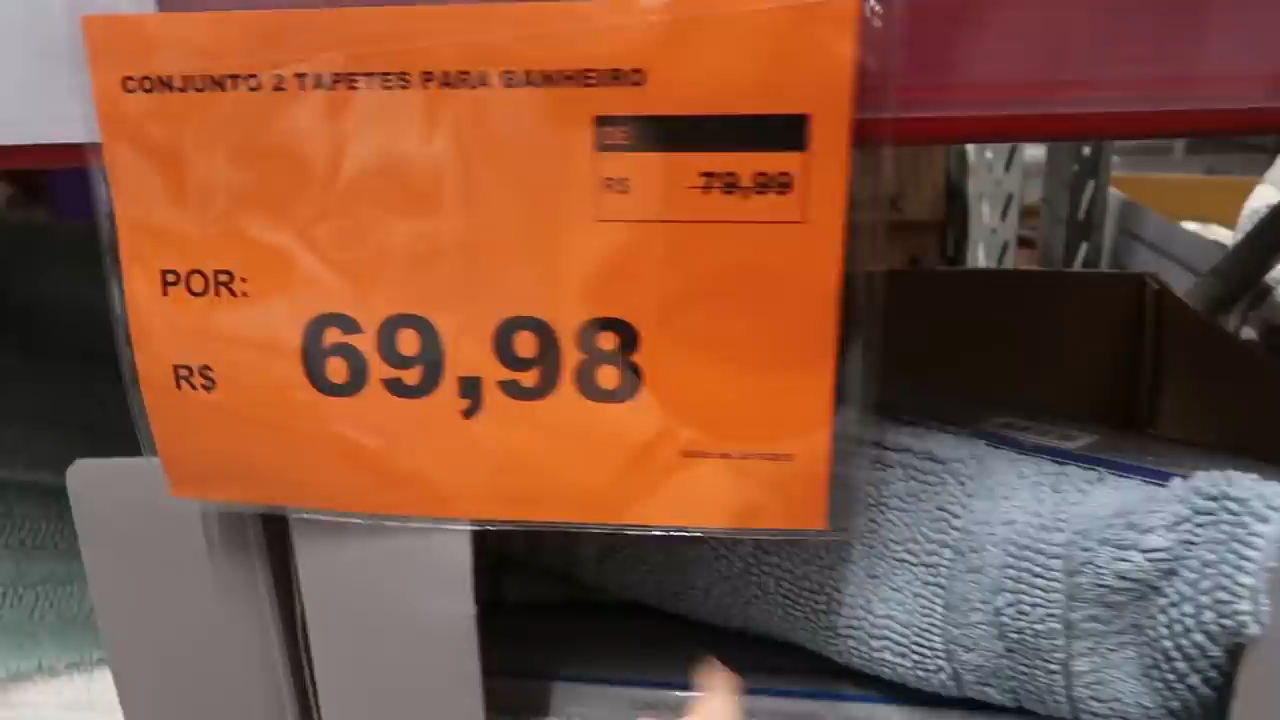 CONJUNTO 2 TAPETES PARA BANHEIRO
DE
R$ 79,99
POR:
R$ 69,98